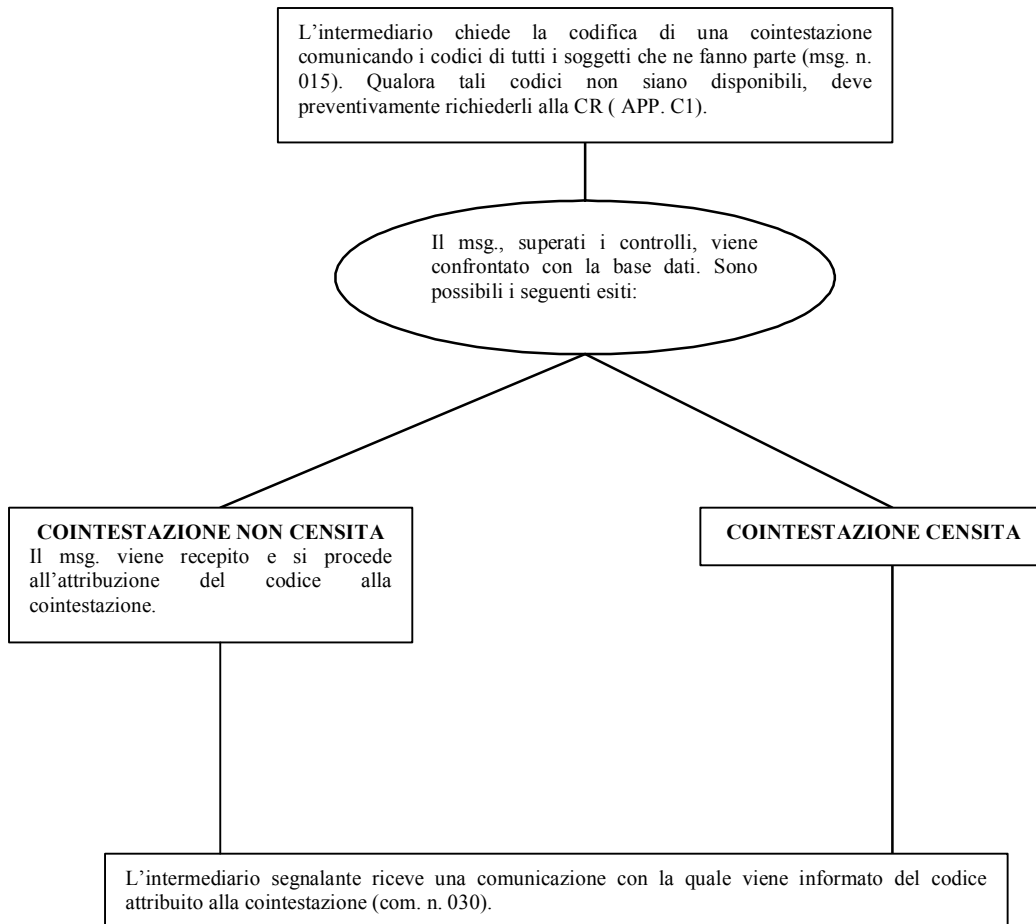 L’intermediario chiede la codifica di una cointestazione
comunicando i codici di tutti i soggetti che ne fanno parte (msg. n.
015). Qualora tali codici non siano disponibili, deve
preventivamente richiederli alla CR ( APP. C1).
Il msg., superati i controlli, viene
confrontato con la base dati. Sono
possibili i seguenti esiti:
COINTESTAZIONE NON CENSITA
Il msg. viene recepito e si procede
all’attribuzione del codice alla
cointestazione.
COINTESTAZIONE CENSITA
L’intermediario segnalante riceve una comunicazione con la quale viene informato del codice
attribuito alla cointestazione (com. n. 030).